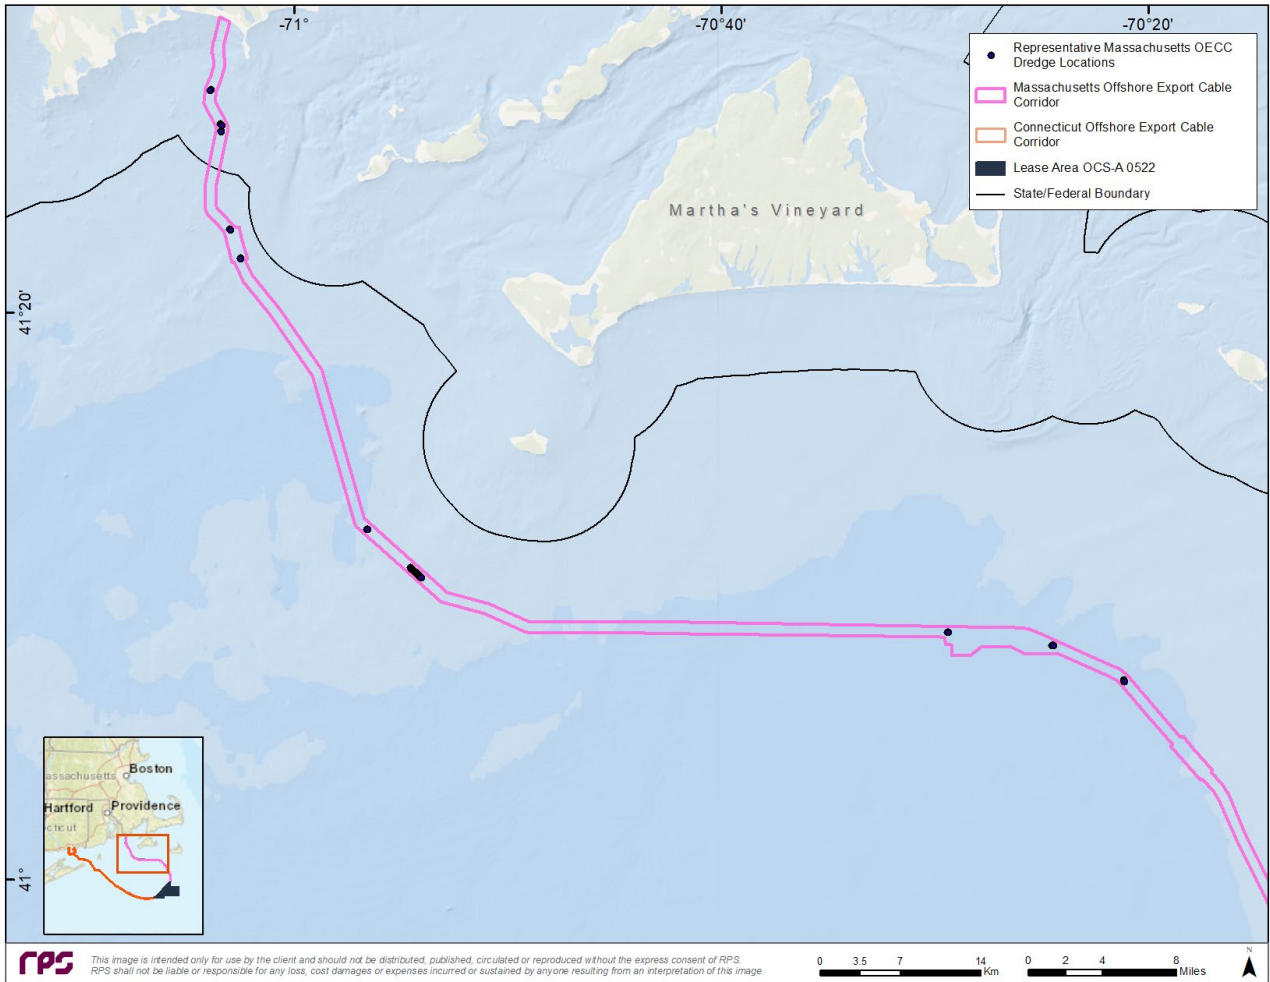 -71°
-70°40'
-70°20'
Representative Massachusetts OECC
Dredge Locations
Massachusetts Offshore Export Cable
Corridor
Connecticut Offshore Export Cable
Corridor
Lease Area OCS-A 0522
State/Federal Boundary
Martha's Vineyard
41°20'
41°
Boston
assachusetts
Hartford
Providence
cticut
RPS
This image is intended only for use by the client and should not be distributed, published, circulated or reproduced without the express consent of RPS.
RPS shall not be liable or responsible for any loss, cost damages or expenses incurred or sustained by anyone resulting from an interpretation of this image.
0 3.5 7 14
Km
0 2 4 8
Miles
N